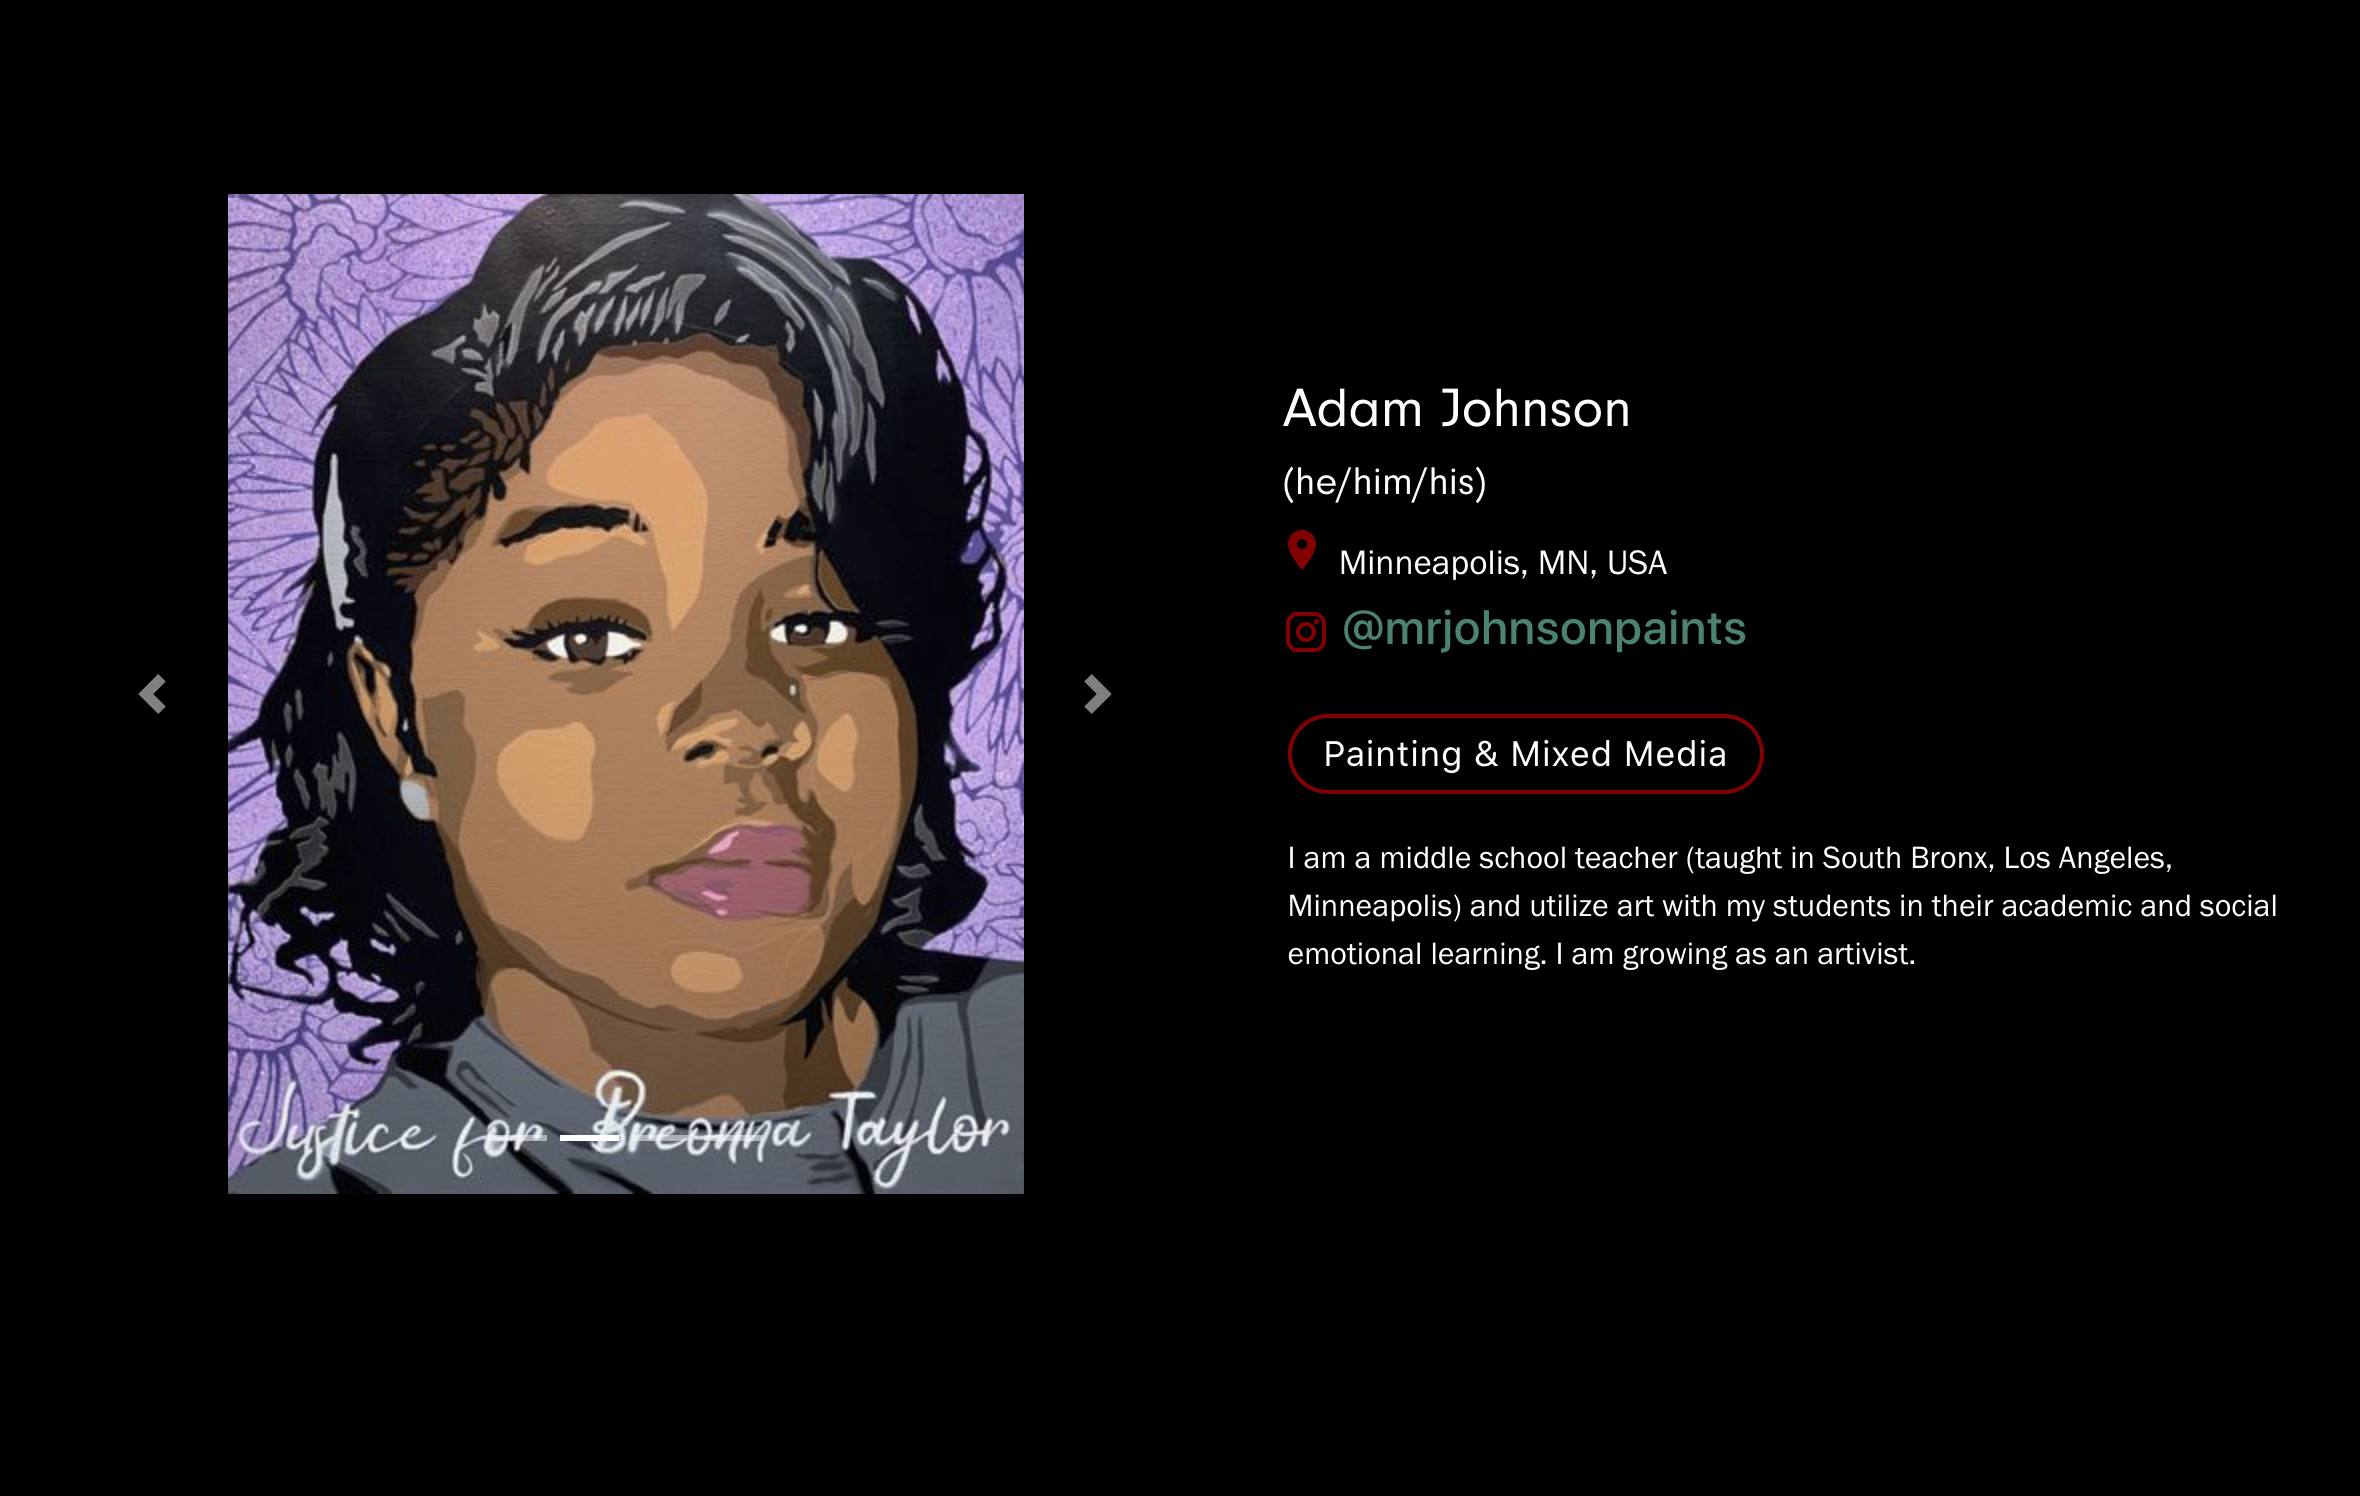 Justice for Breonna Taylor
Adam Johnson
(he/him/his)
Minneapolis, MN, USA
@mrjohnsonpaints
Painting & Mixed Media
I am a middle school teacher (taught in South Bronx, Los Angeles,
Minneapolis) and utilize art with my students in their academic and social
emotional learning. I am growing as an artivist.